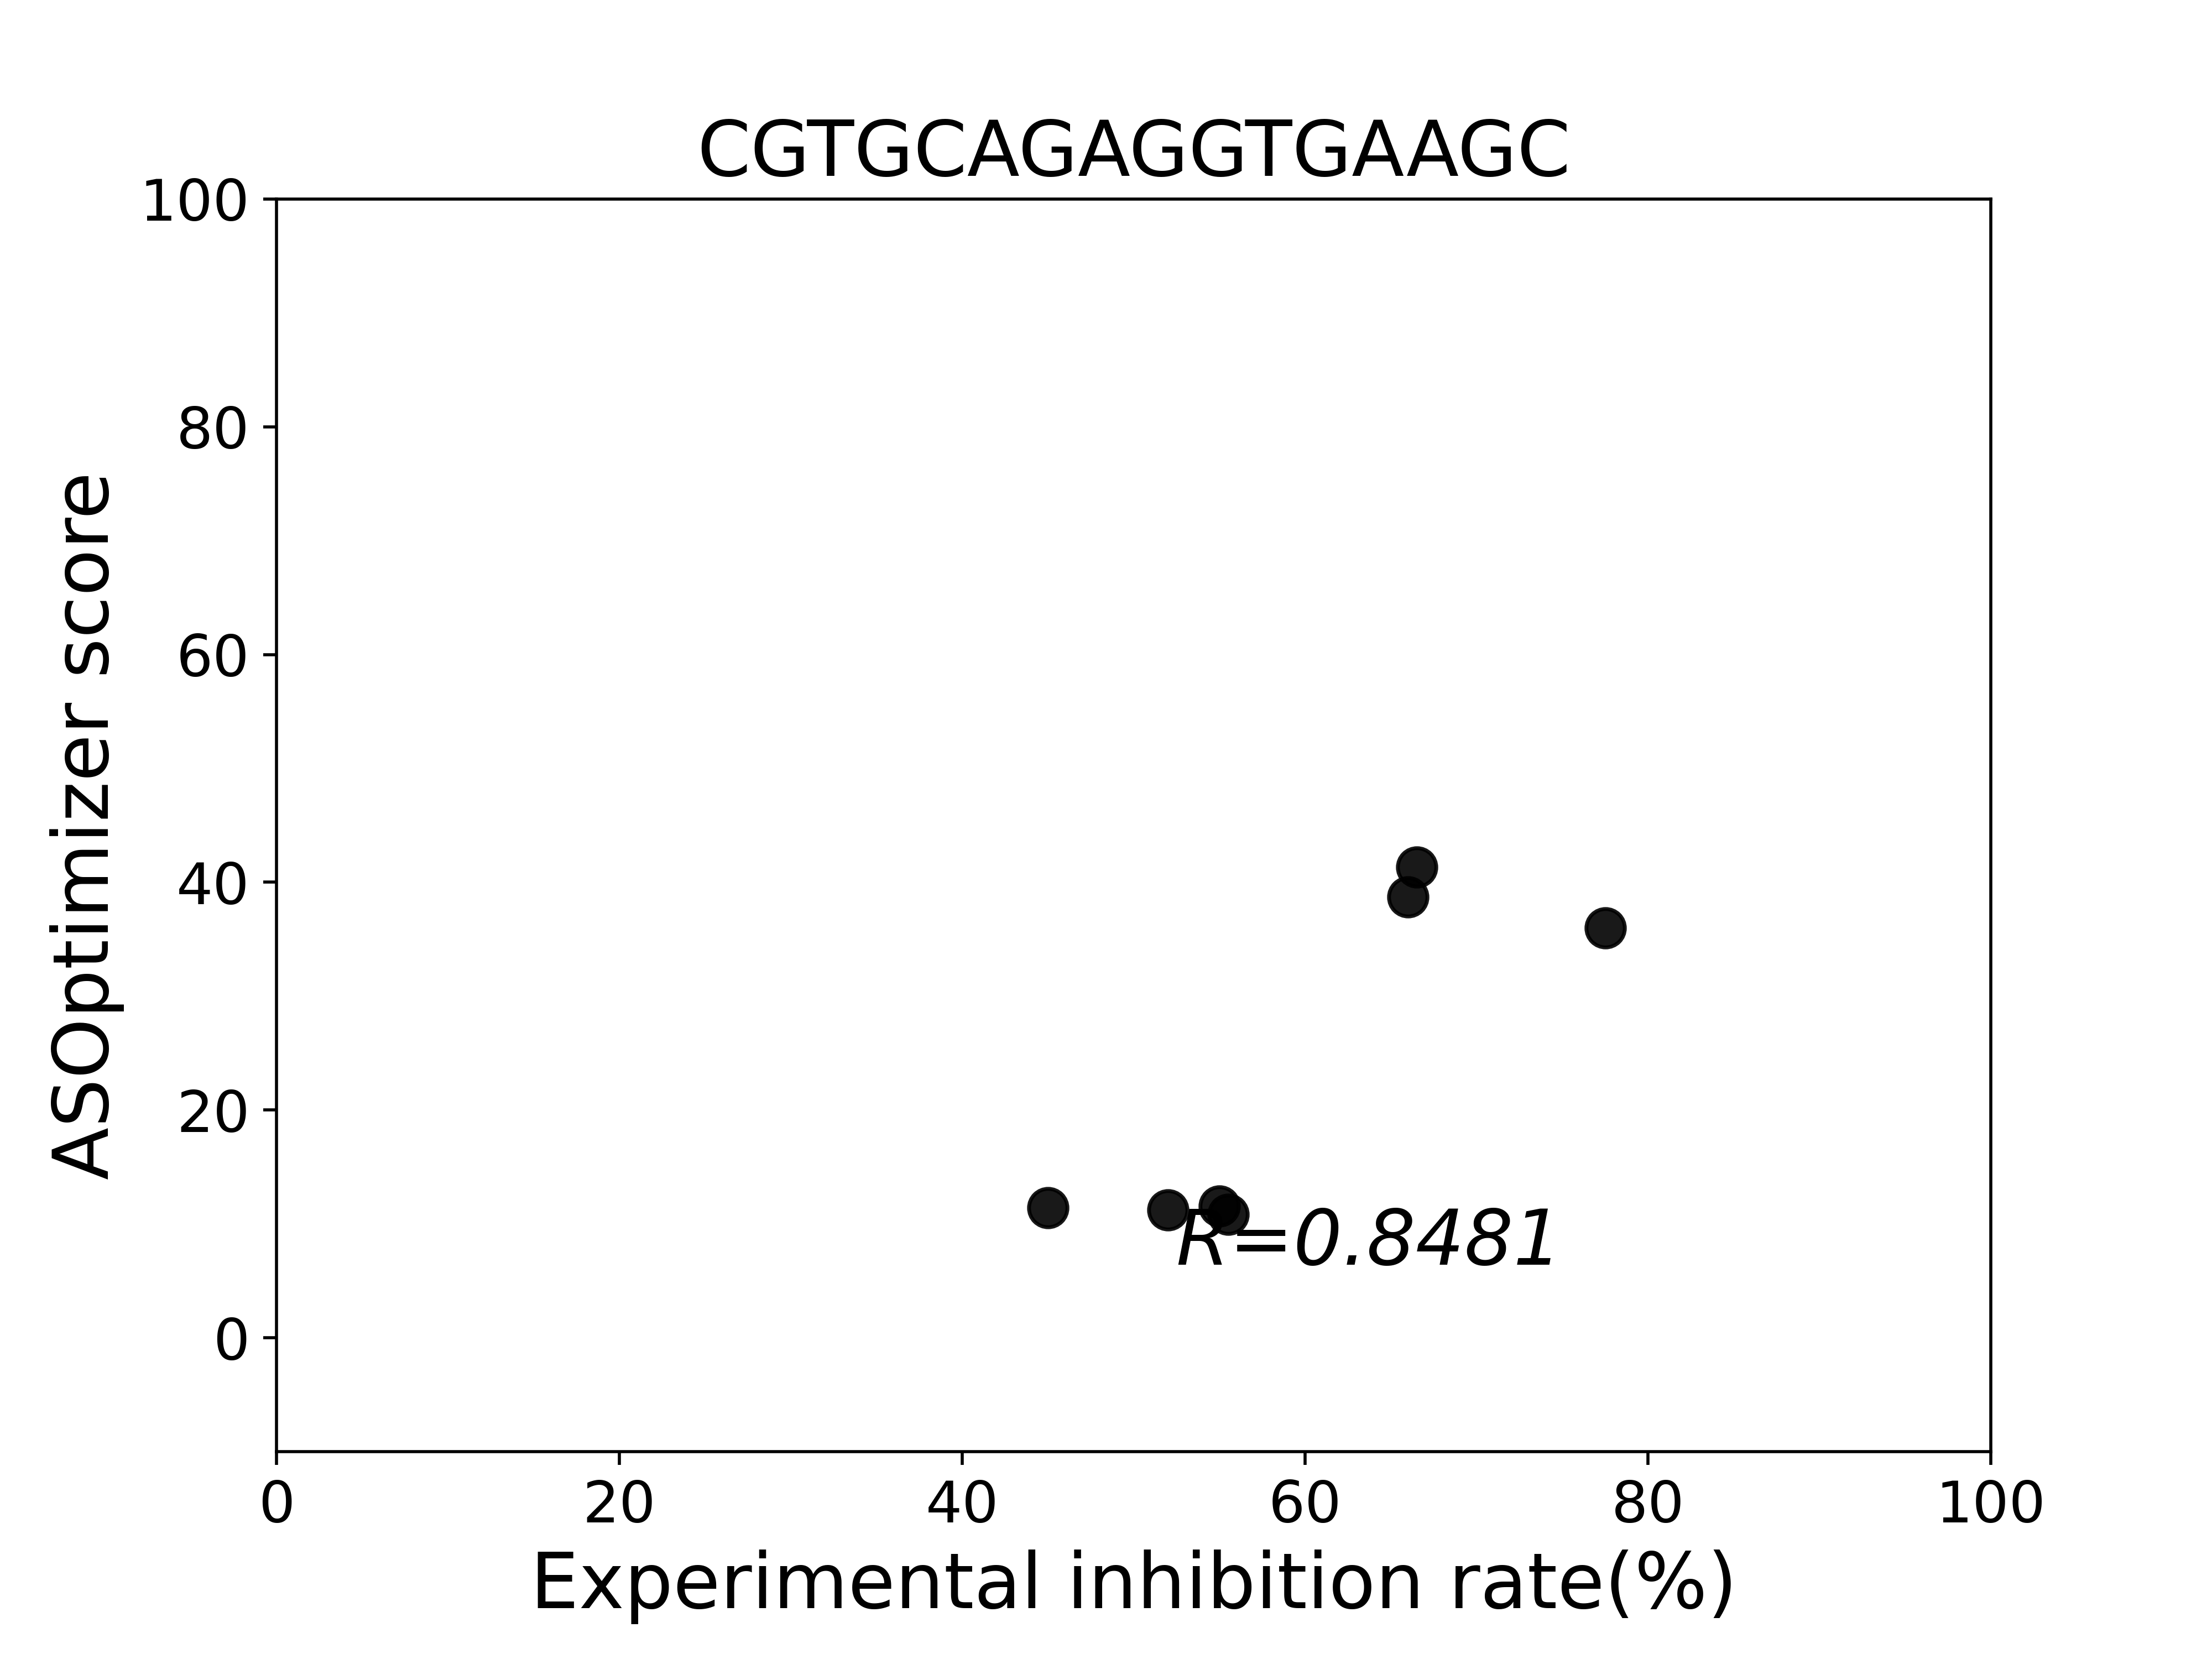 CGTGCAGAGGTGAAGC
100
80
60
40
20
0
ASOptimizer score
R=0.8481
0 20 40 60 80 100
Experimental inhibition rate(%)